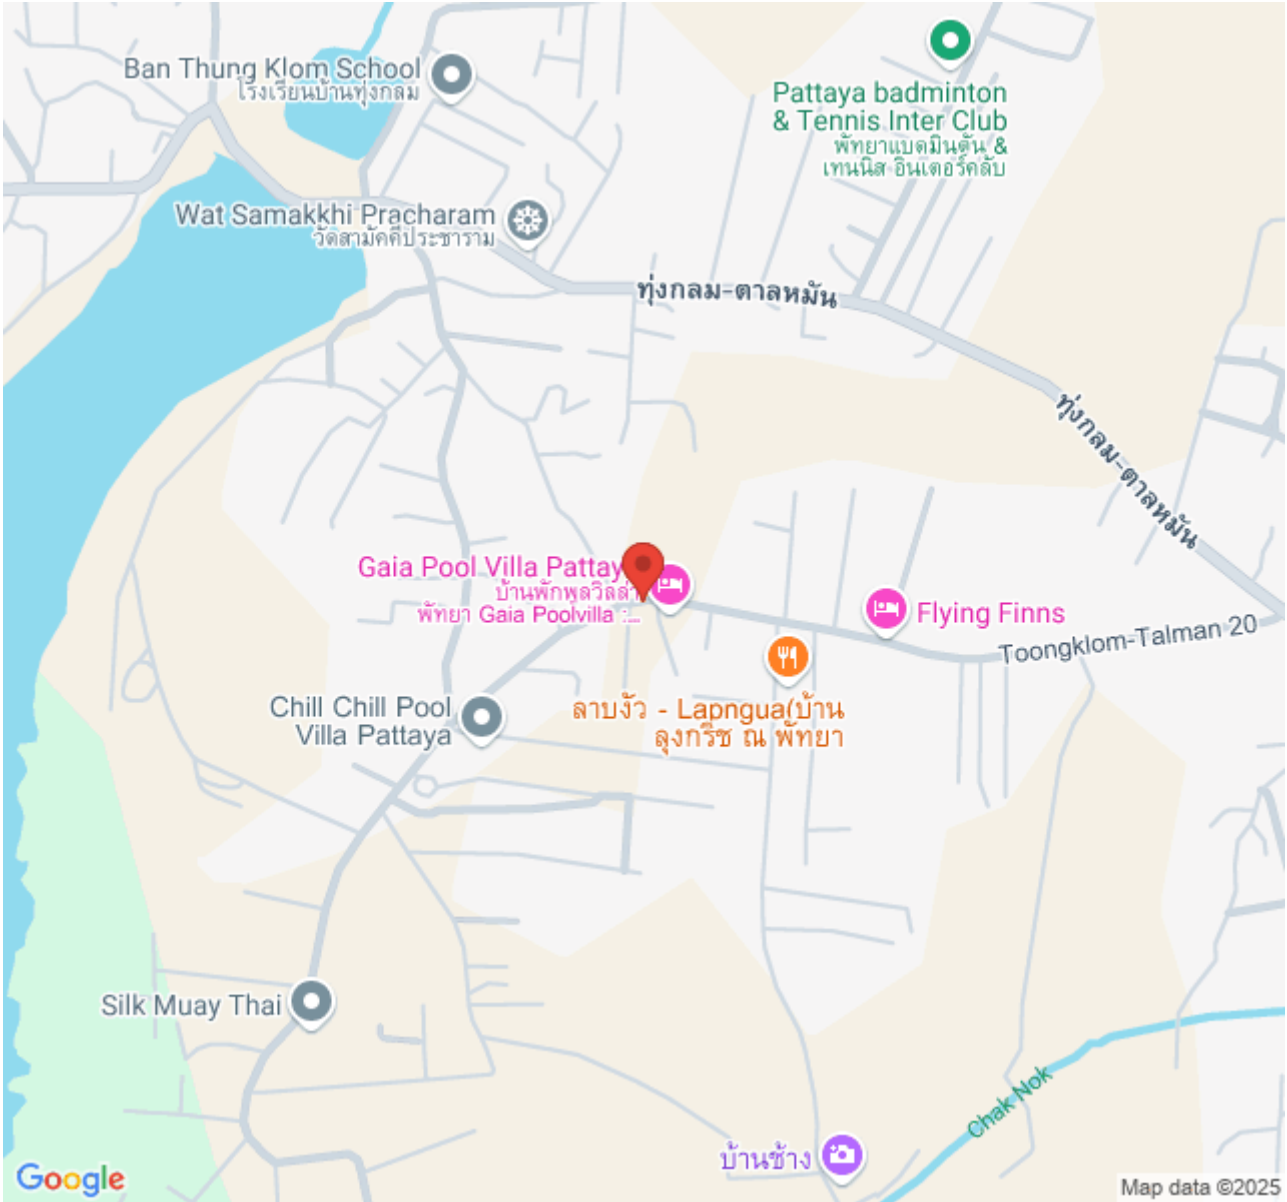 Ban Thung Klom School
โรงเรียนบ้านทุ่งกลม
Pattaya badminton
& Tennis Inter Club
พัทยาแบดมินตัน &
เทนนิส อินเตอร์คลับ
Wat Samakkhi Pracharam
วัดสามัคคีประชาราม
ทุ่งกลม-ตาลหมัน
ทุ่งกลม-ตาลหมัน
Gaia Pool Villa Pattay
บ้านพักพูลวิลล่า
พัทยา Gaia Poolvilla :...
Flying Finns
Toongklom-Talman 20
ลาบงัว - Lapngua(บ้าน
ลุงกริช ณ พัทยา
Chill Chill Pool
Villa Pattaya
Silk Muay Thai
Chak Nok
บ้านช้าง
Google
Map data ©2025